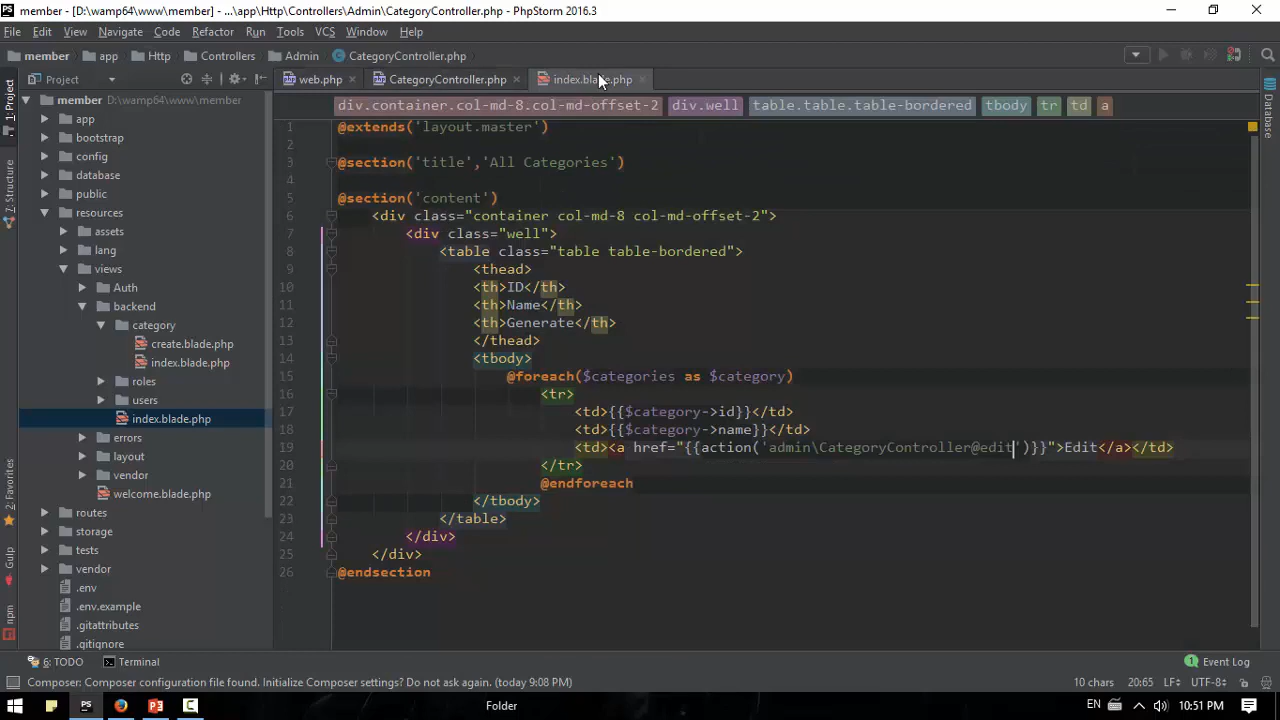 member - [D:\wamp64\www\member] - ...\app\Http\Controllers\Admin\CategoryController.php - PhpStorm 2016.3
File Edit View Navigate Code Refactor Run Tools VCS Window Help
member app Http Controllers Admin CategoryController.php
Project web.php CategoryController.php index.blade.php
div.container.col-md-8.col-md-offset-2 div.well table.table.table-bordered tbody tr td a
1: Project
7: Structure
2: Favorites
Gulp
npm
Database
member D:\wamp64\www\member
app
bootstrap
config
database
public
resources
assets
lang
views
Auth
backend
category
create.blade.php
index.blade.php
roles
users
index.blade.php
errors
layout
vendor
welcome.blade.php
routes
storage
tests
vendor
.env
.env.example
.gitattributes
.gitignore
1 @extends('layout.master')
2
3 @section('title','All Categories')
4
5 @section('content')
6 <div class="container col-md-8 col-md-offset-2">
7 <div class="well">
8 <table class="table table-bordered">
9 <thead>
10 <th>ID</th>
11 <th>Name</th>
12 <th>Generate</th>
13 </thead>
14 <tbody>
15 @foreach($categories as $category)
16 <tr>
17 <td>{{$category->id}}</td>
18 <td>{{$category->name}}</td>
19 <td><a href="{{action('admin\CategoryController@edit')}}">Edit</a></td>
20 </tr>
21 @endforeach
22 </tbody>
23 </table>
24 </div>
25 </div>
26 @endsection
6: TODO Terminal 1 Event Log
Composer: Composer configuration file found. Initialize Composer settings? Do not ask again. (today 9:08 PM) 10 chars 20:65 LF÷ UTF-8÷
Folder EN 10:51 PM